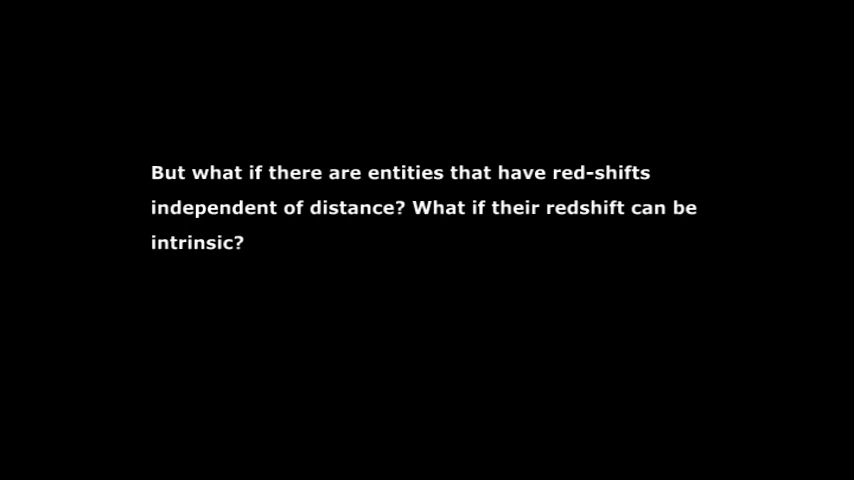 But what if there are entities that have red-shifts
independent of distance? What if their redshift can be
intrinsic?